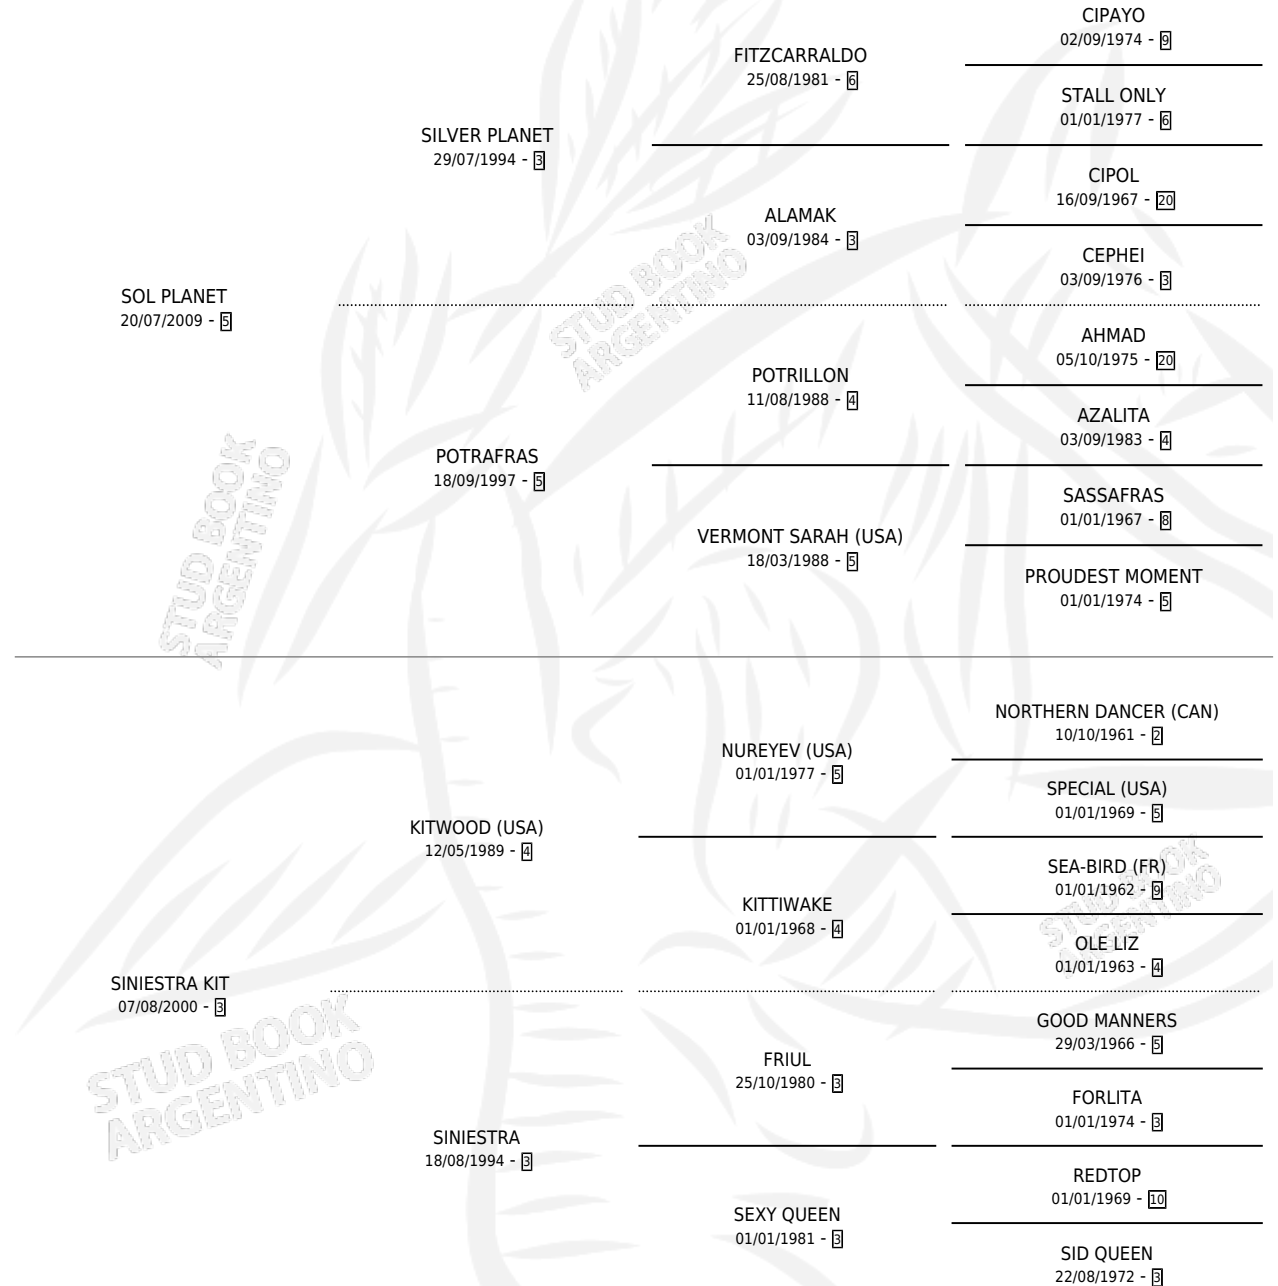 CIPAYO
02/09/1974 - 9
FITZCARRALDO
25/08/1981 - 6
STALL ONLY
01/01/1977 - 6
SILVER PLANET
29/07/1994 - 3
CIPOL
16/09/1967 - 20
ALAMAK
03/09/1984 - 3
CEPHEI
03/09/1976 - 3
SOL PLANET
20/07/2009 - 5
AHMAD
05/10/1975 - 20
POTRILLON
11/08/1988 - 4
AZALITA
03/09/1983 - 4
POTRAFRAS
18/09/1997 - 5
SASSAFRAS
01/01/1967 - 8
VERMONT SARAH (USA)
18/03/1988 - 5
PROUDEST MOMENT
01/01/1974 - 5
STUD BOOK
ARGENTINO
STUD BOOK
ARGENTINO
NORTHERN DANCER (CAN)
10/10/1961 - 2
NUREYEV (USA)
01/01/1977 - 5
SPECIAL (USA)
01/01/1969 - 5
KITWOOD (USA)
12/05/1989 - 4
SEA-BIRD (FR)
01/01/1962 - 9
KITTIWAKE
01/01/1968 - 4
OLE LIZ
01/01/1963 - 4
SINIESTRA KIT
07/08/2000 - 3
GOOD MANNERS
29/03/1966 - 5
FRIUL
25/10/1980 - 3
FORLITA
01/01/1974 - 3
SINIESTRA
18/08/1994 - 3
REDTOP
01/01/1969 - 10
SEXY QUEEN
01/01/1981 - 3
SID QUEEN
22/08/1972 - 3
STUD BOOK
ARGENTINO
STUD BOOK
ARGENTINO